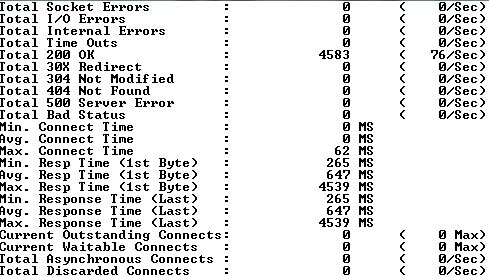 Total Socket Errors : 0 ( 0/Sec)
Total I/O Errors : 0 ( 0/Sec)
Total Internal Errors : 0 ( 0/Sec)
Total Time Outs : 0 ( 0/Sec)
Total 200 OK : 4583 ( 76/Sec)
Total 30X Redirect : 0 ( 0/Sec)
Total 304 Not Modified : 0 ( 0/Sec)
Total 404 Not Found : 0 ( 0/Sec)
Total 500 Server Error : 0 ( 0/Sec)
Total Bad Status : 0 ( 0/Sec)
Min. Connect Time : 0 MS
Avg. Connect Time : 0 MS
Max. Connect Time : 62 MS
Min. Resp Time (1st Byte) : 265 MS
Avg. Resp Time (1st Byte) : 647 MS
Max. Resp Time (1st Byte) : 4539 MS
Min. Response Time (Last) : 265 MS
Avg. Response Time (Last) : 647 MS
Max. Response Time (Last) : 4539 MS
Current Outstanding Connects: 0 ( 0 Max)
Current Waitable Connects : 0 ( 0 Max)
Total Asynchronous Connects : 0 ( 0/Sec)
Total Discarded Connects : 0 ( 0/Sec)